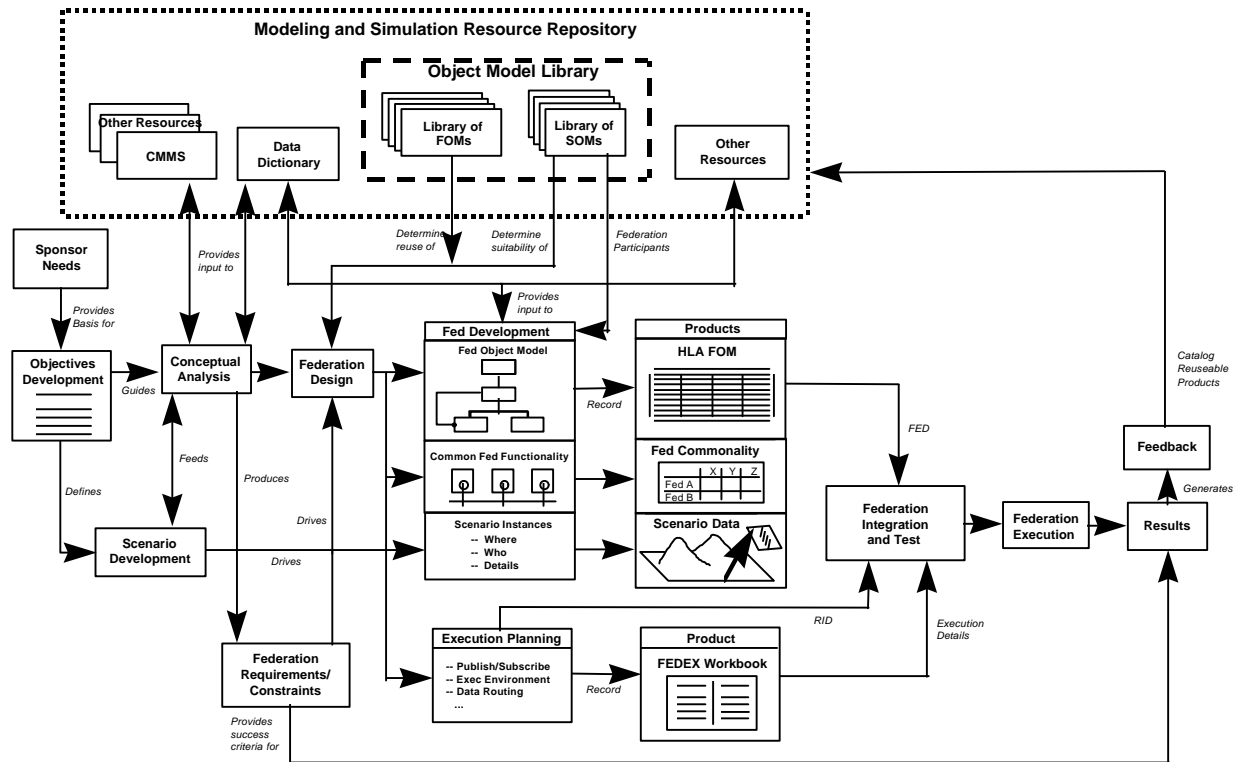 Modeling and Simulation Resource Repository
Object Model Library
Other Resources
CMMS
Data
Dictionary
Library of
FOMs
Library of
SOMs
Other
Resources
Sponsor
Needs
Provides
input to
Determine
reuse of
Determine
suitability of
Federation
Participants
Provides
Basis for
Provides
input to
Objectives
Development
Guides
Conceptual
Analysis
Federation
Design
Fed Development
Fed Object Model
Record
Products
HLA FOM
FED
Catalog
Reuseable
Products
Feedback
Generates
Defines
Feeds
Produces
Drives
Common Fed Functionality
Fed Commonality
X Y Z
Fed A
Fed B
Scenario
Development
Drives
Scenario Instances
-- Where
-- Who
-- Details
Scenario Data
Federation
Integration
and Test
Federation
Execution
Results
RID
Execution
Details
Federation
Requirements/
Constraints
Execution Planning
-- Publish/Subscribe
-- Exec Environment
-- Data Routing
...
Record
Product
FEDEX Workbook
Provides
success
criteria for